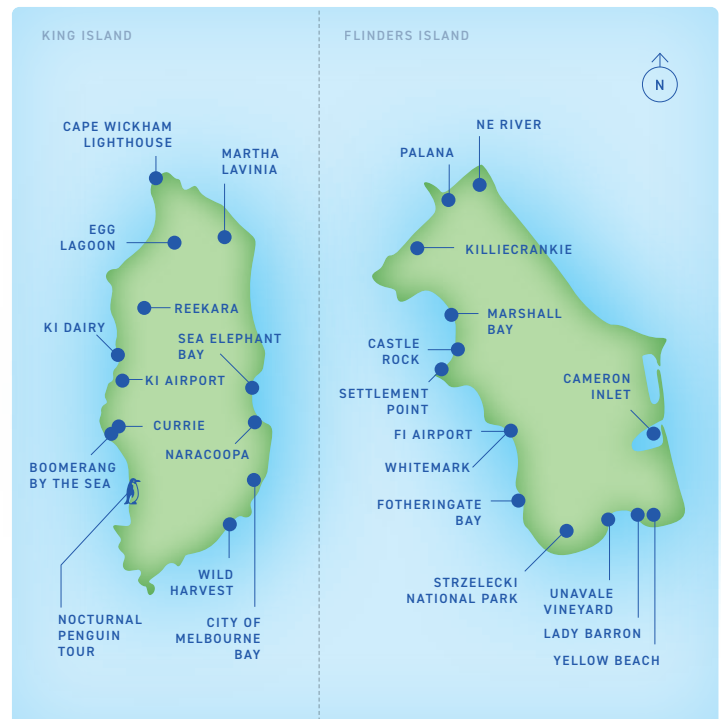 KING ISLAND
CAPE WICKHAM
LIGHTHOUSE
MARTHA
LAVINIA
EGG
LAGOON
REEKARA
KI DAIRY
SEA ELEPHANT
BAY
KI AIRPORT
CURRIE
NARACOOPA
BOOMERANG
BY THE SEA
WILD
HARVEST
NOCTURNAL
PENGUIN
TOUR
CITY OF
MELBOURNE
BAY
FLINDERS ISLAND
N
NE RIVER
PALANA
KILLIECRANKIE
MARSHALL
BAY
CASTLE
ROCK
SETTLEMENT
POINT
CAMERON
INLET
FI AIRPORT
WHITEMARK
FOTHERINGATE
BAY
STRZELECKI
NATIONAL PARK
UNAVALE
VINEYARD
LADY BARRON
YELLOW BEACH